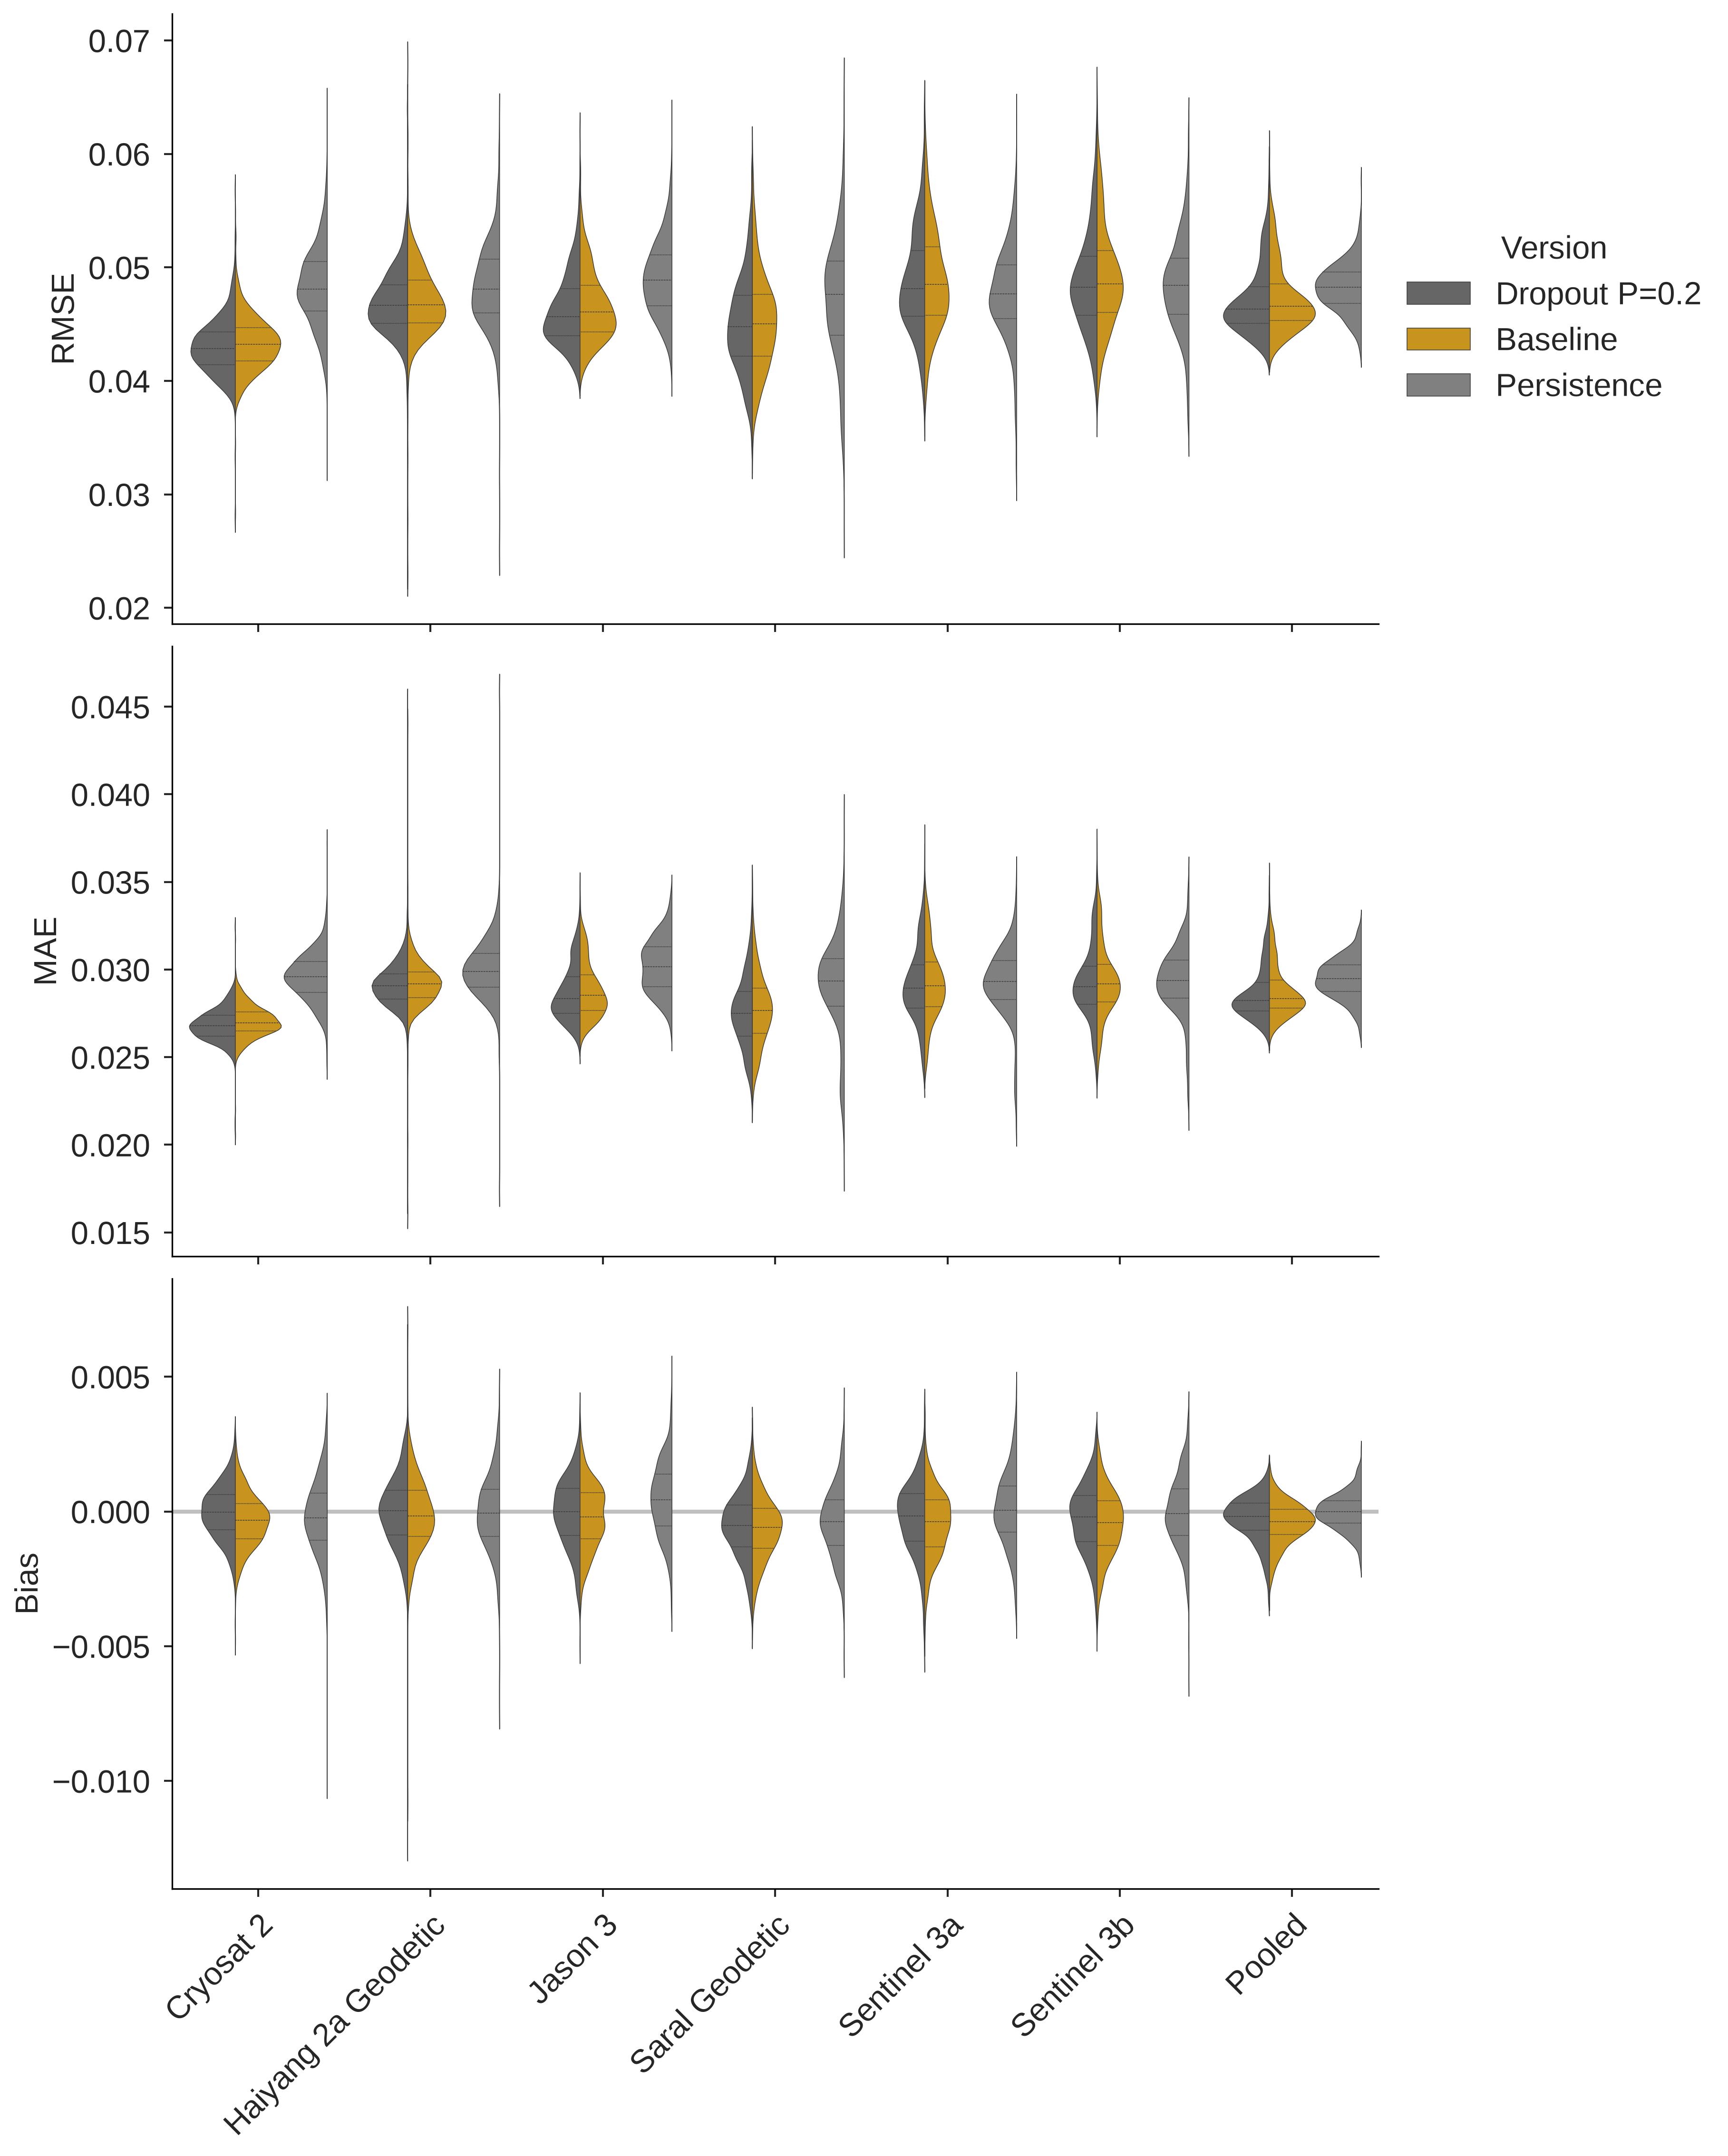 0.07
0.06
0.05
0.04
0.03
0.02
RMSE
Version
Dropout P=0.2
Baseline
Persistence
0.045
0.040
0.035
0.030
0.025
0.020
0.015
MAE
0.005
0.000
−0.005
−0.010
Bias
Cryosat 2
Haiyang 2a Geodetic
Jason 3
Saral Geodetic
Sentinel 3a
Sentinel 3b
Pooled